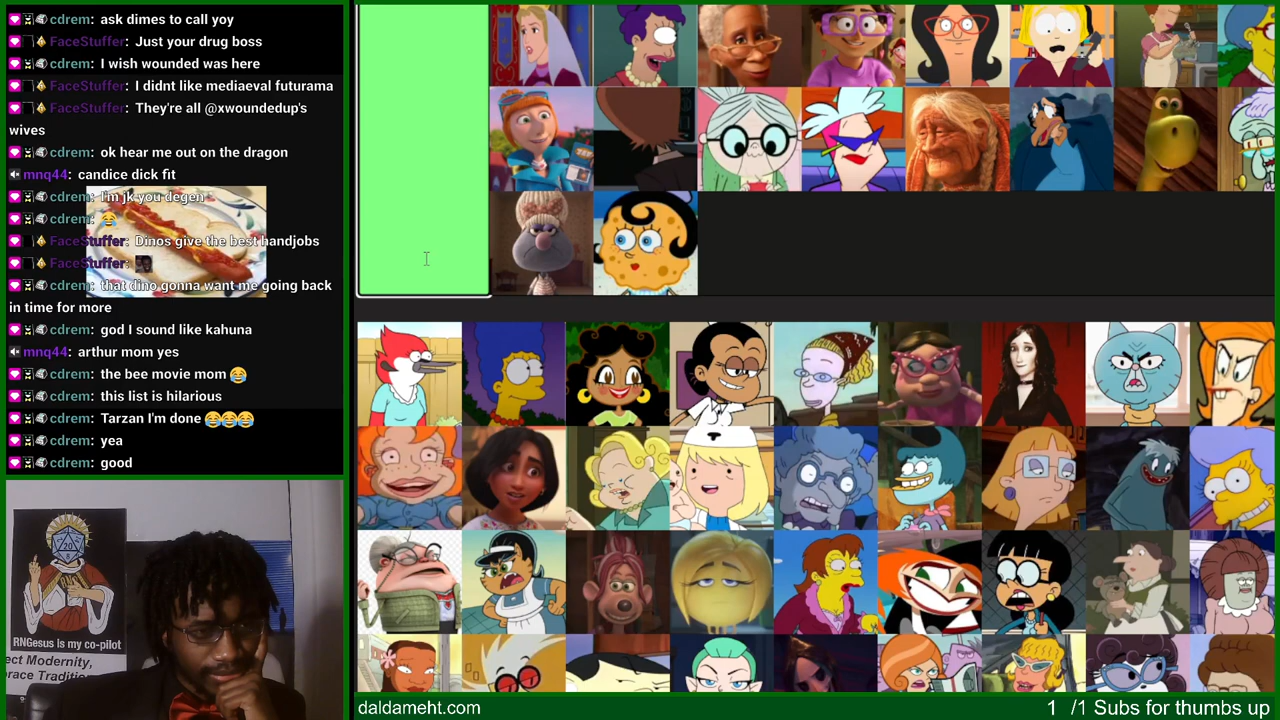 cdrem: ask dimes to call yoy
FaceStuffer: Just your drug boss
cdrem: I wish wounded was here
FaceStuffer: I didnt like mediaeval futurama
FaceStuffer: They're all @xwoundedup's
wives
cdrem: ok hear me out on the dragon
mnq44: candice dick fit
cdrem: I'm jk you degen
cdrem: 😂
FaceStuffer: Dinos give the best handjobs
FaceStuffer:
cdrem: that dino gonna want me going back
in time for more
cdrem: god I sound like kahuna
mnq44: arthur mom yes
cdrem: the bee movie mom 😂
cdrem: this list is hilarious
cdrem: Tarzan I'm done 😂😂😂
cdrem: yea
cdrem: good
20
RNGesus is my co-pilot
ect Modernity,
brace Traditio
daldameht.com
1 /1 Subs for thumbs up